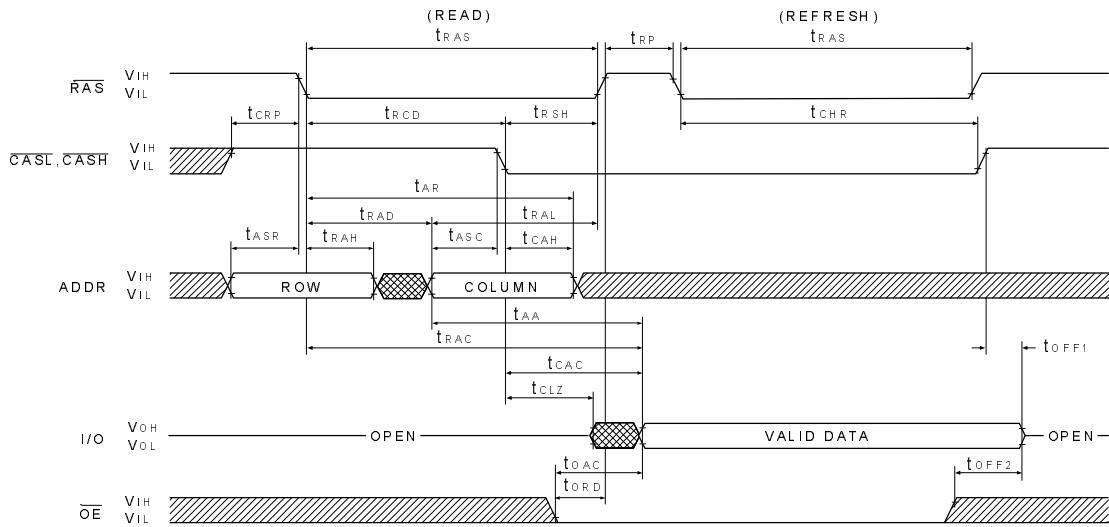 (READ) (REFRESH)
tRAS tRP tRAS
RAS VIH
VIL
tCRP tRCD tRSH tCHR
CASL, CASH VIH
VIL
tAR
tRAD tRAL
tASR tRAH tASC tCAH
ADDR VIH
VIL
ROW COLUMN
tAA
tRAC
tOFF1
tCAC
tCLZ
I/O VOH
VOL
OPEN VALID DATA OPEN
tOAC tOFF2
tORD
OE VIH
VIL